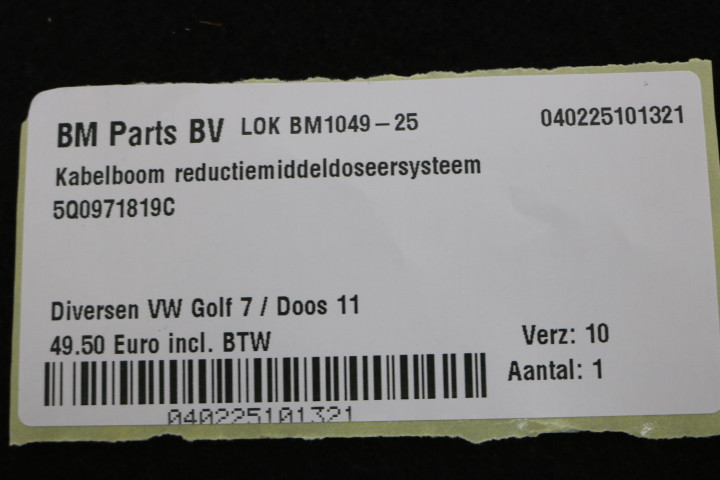 BM Parts BV LOK BM1049-25 040225101321
Kabelboom reductiemiddeldoseersysteem
5Q0971819C
Diversen VW Golf 7 / Doos 11
49.50 Euro incl. BTW
Verz: 10
Aantal: 1
040225101321